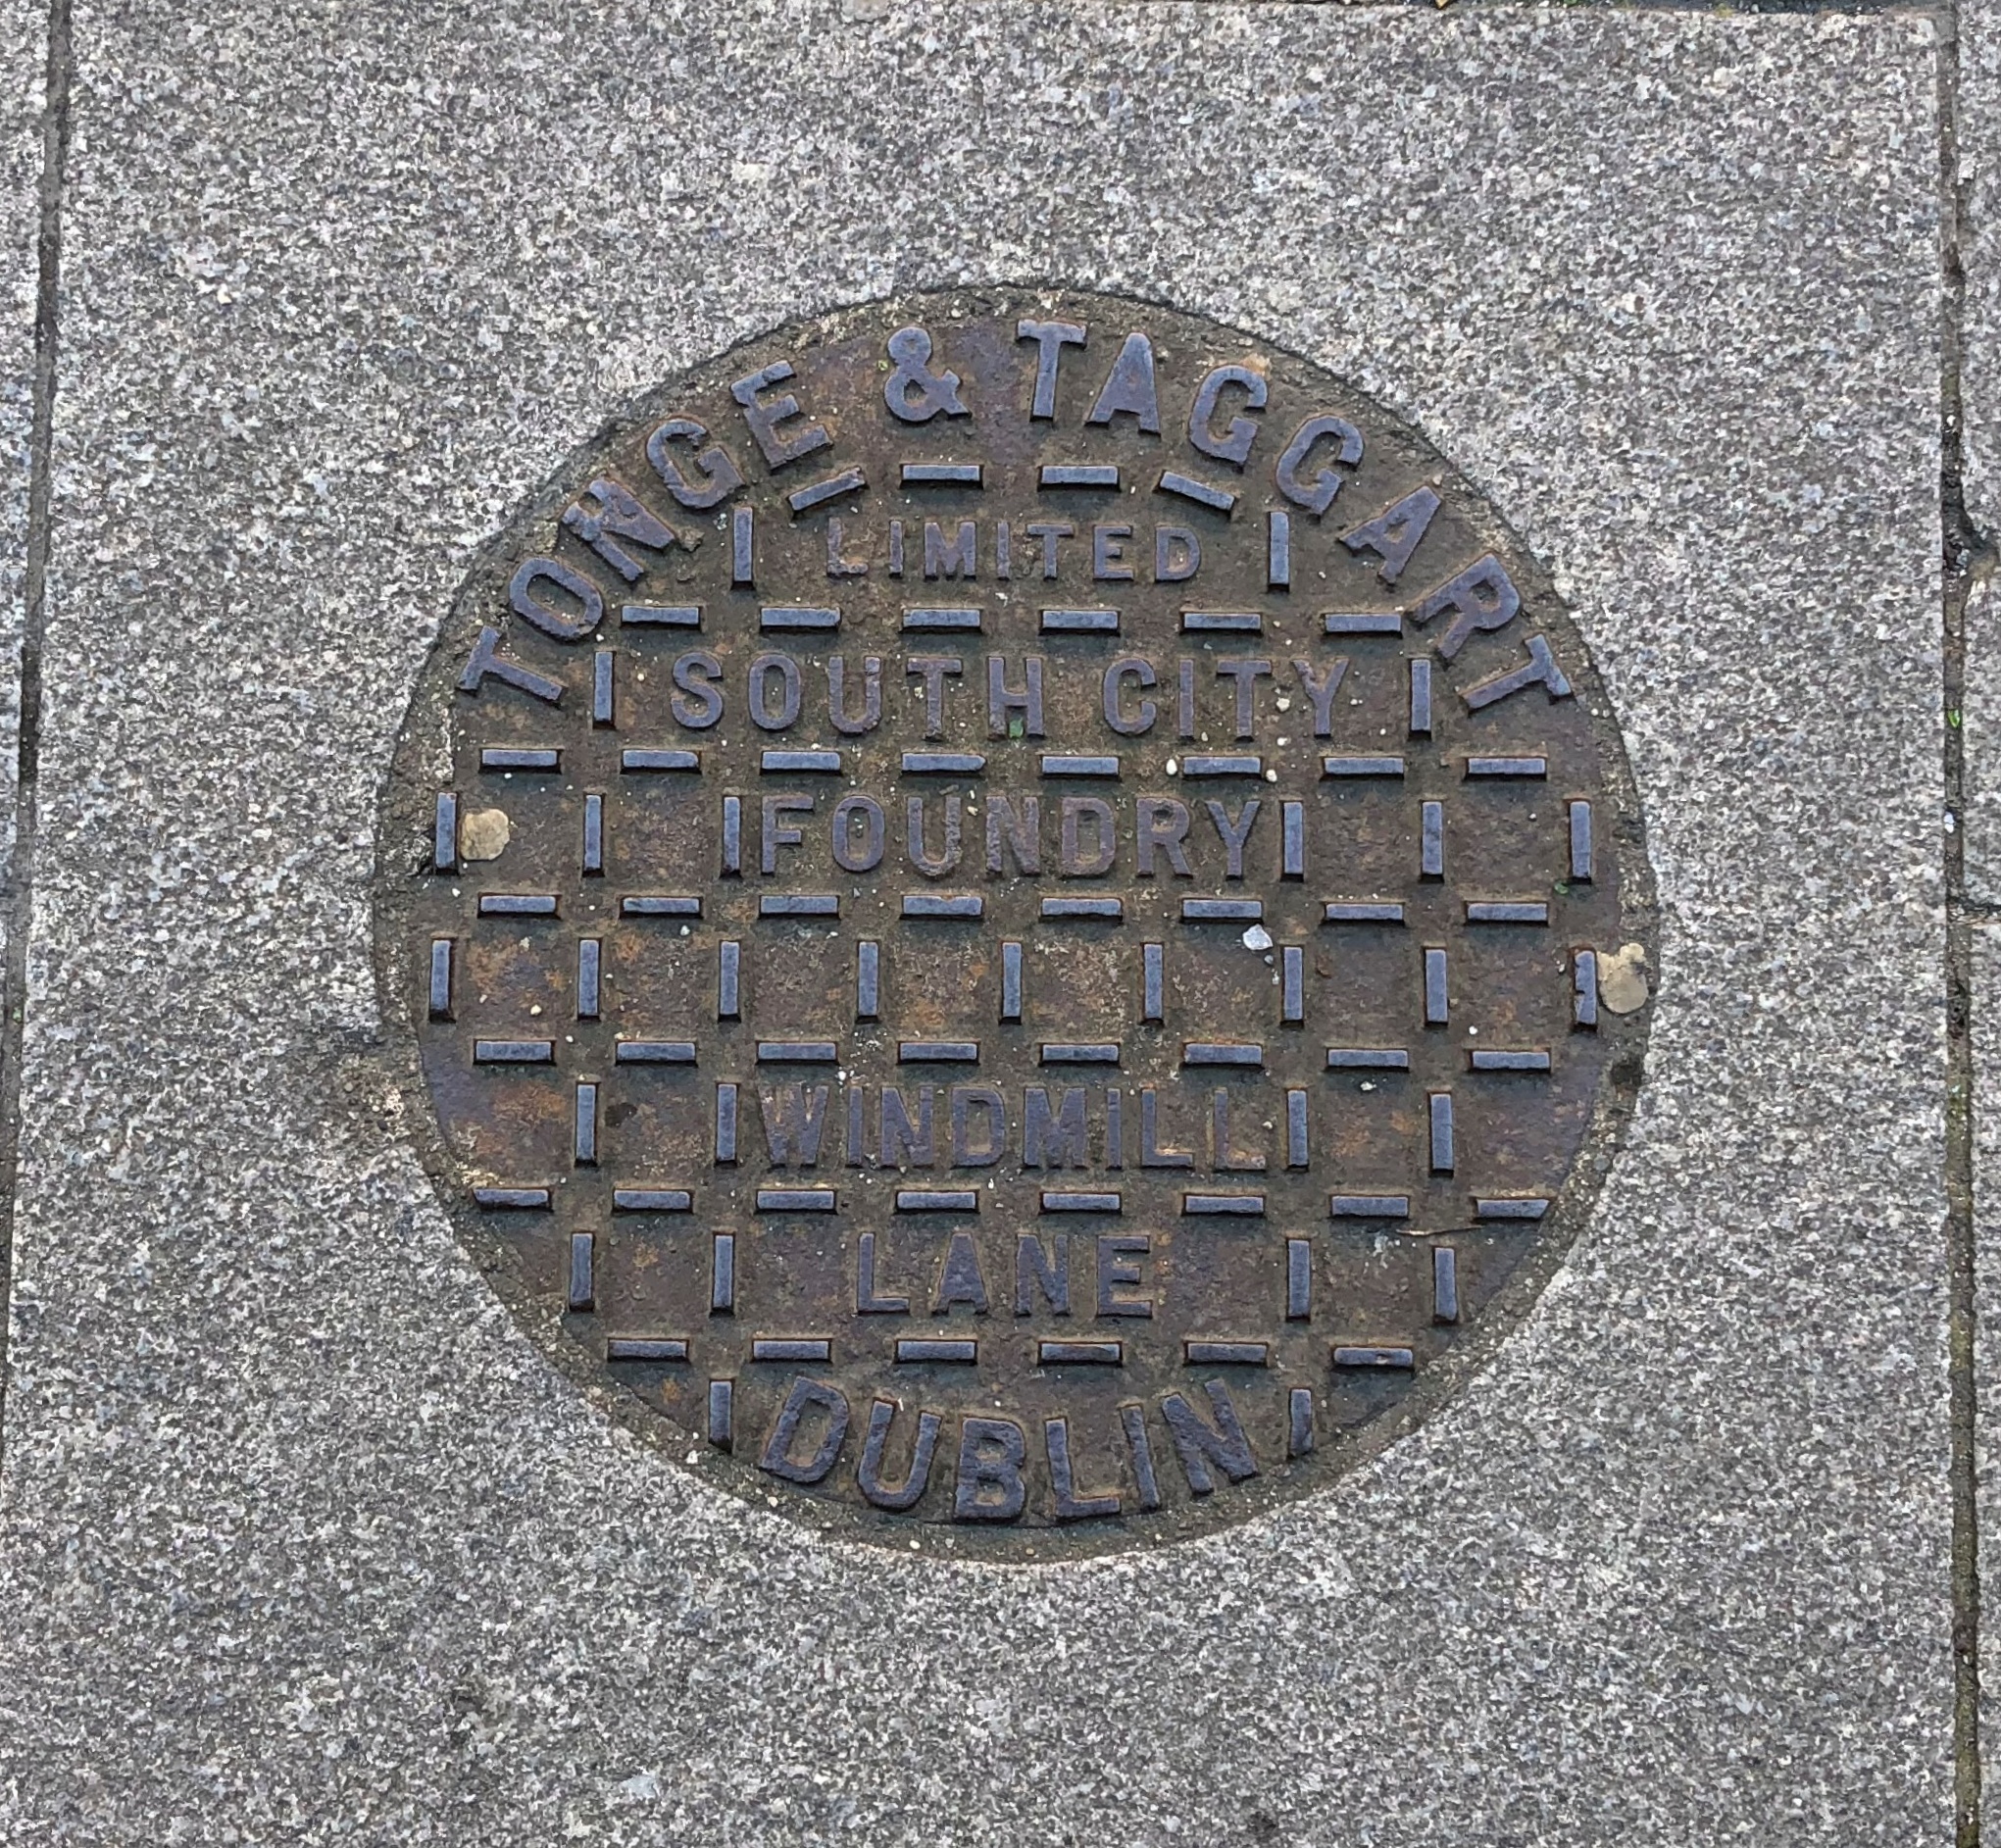 TONGE & TAGGART
LIMITED
SOUTH CITY
FOUNDRY
WINDMILL
LANE
DUBLIN